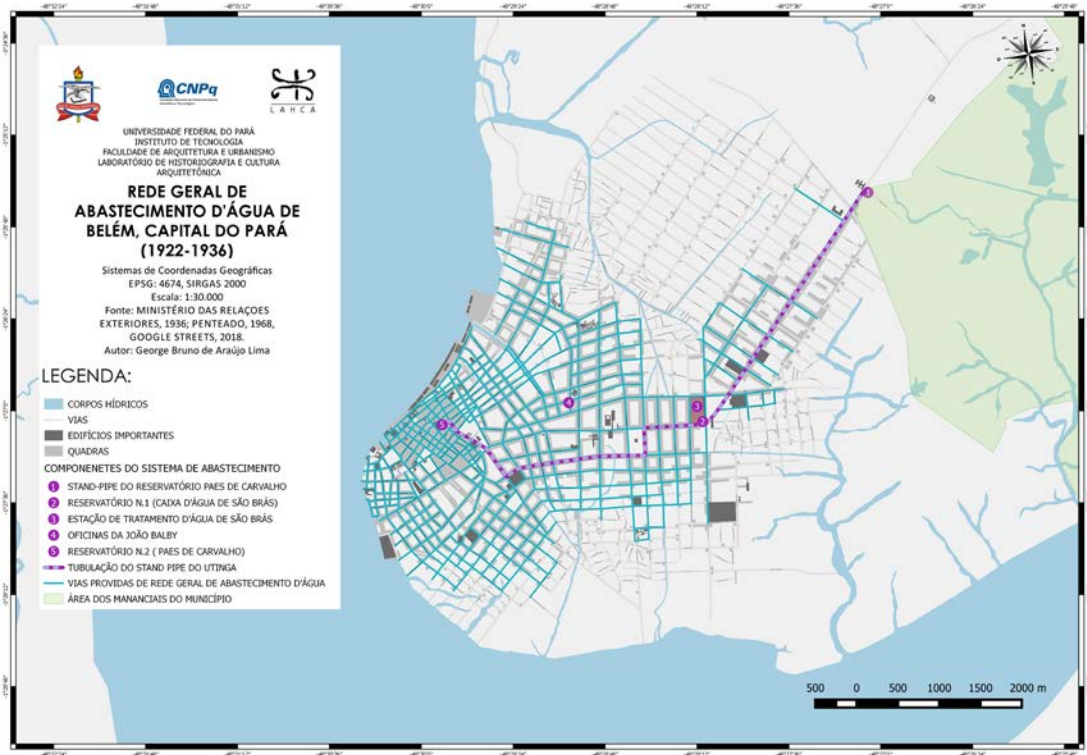 CNPq
LAHCA
UNIVERSIDADE FEDERAL DO PARÁ
INSTITUTO DE TECNOLOGIA
FACULDADE DE ARQUITETURA E URBANISMO
LABORATÓRIO DE HISTORIOGRAFIA E CULTURA
ARQUITETÔNICA
REDE GERAL DE
ABASTECIMENTO D'ÁGUA DE
BELÉM, CAPITAL DO PARÁ
(1922-1936)
Sistemas de Coordenadas Geográficas
EPSG: 4674, SIRGAS 2000
Escala: 1:30.000
Fonte: MINISTÉRIO DAS RELAÇOES
EXTERIORES, 1936; PENTEADO, 1968,
GOOGLE STREETS, 2018.
Autor: George Bruno de Araújo Lima
LEGENDA:
CORPOS HÍDRICOS
VIAS
EDIFÍCIOS IMPORTANTES
QUADRAS
COMPONENETES DO SISTEMA DE ABASTECIMENTO
1 STAND-PIPE DO RESERVATÓRIO PAES DE CARVALHO
2 RESERVATÓRIO N.1 (CAIXA D'ÁGUA DE SÃO BRÁS)
3 ESTAÇÃO DE TRATAMENTO D'ÁGUA DE SÃO BRÁS
4 OFICINAS DA JOÃO BALBY
5 RESERVATÓRIO N.2 ( PAES DE CARVALHO)
TUBULAÇÃO DO STAND PIPE DO UTINGA
VIAS PROVIDAS DE REDE GERAL DE ABASTECIMENTO D'ÁGUA
ÁREA DOS MANANCIAIS DO MUNICÍPIO
1
4
3
2
5
500 0 500 1000 1500 2000 m